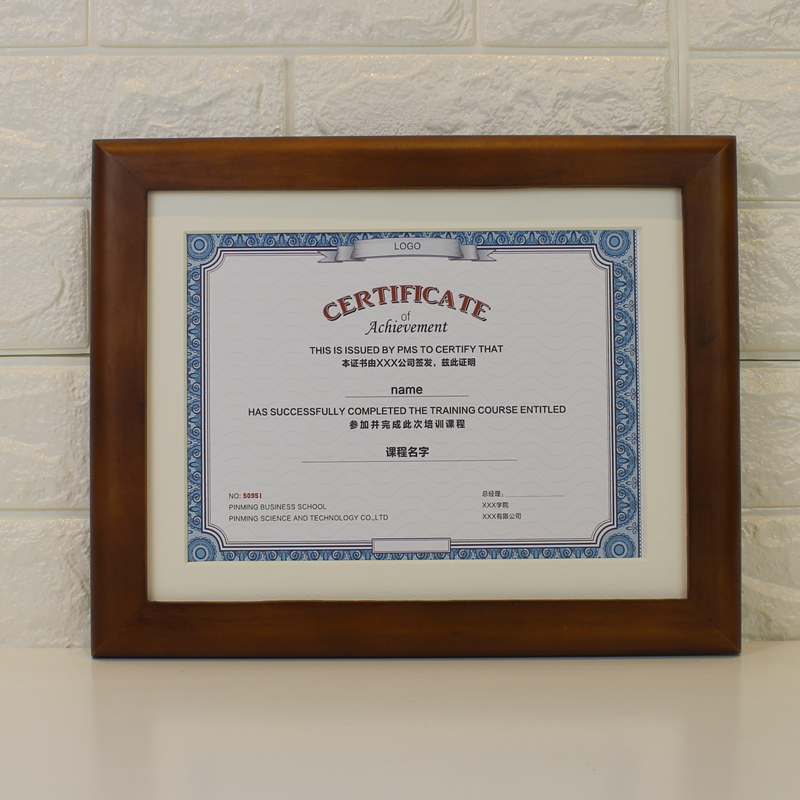 LOGO
CERTIFICATE
of
Achievement
THIS IS ISSUED BY PMS TO CERTIFY THAT
本证书由XXX公司签发，兹此证明
name
HAS SUCCESSFULLY COMPLETED THE TRAINING COURSE ENTITLED
参加并完成此次培训课程
课程名字
NO: 50951
PINMING BUSINESS SCHOOL
PINMING SCIENCE AND TECHNOLOGY CO.,LTD
总经理:
XXX学院
XXX有限公司